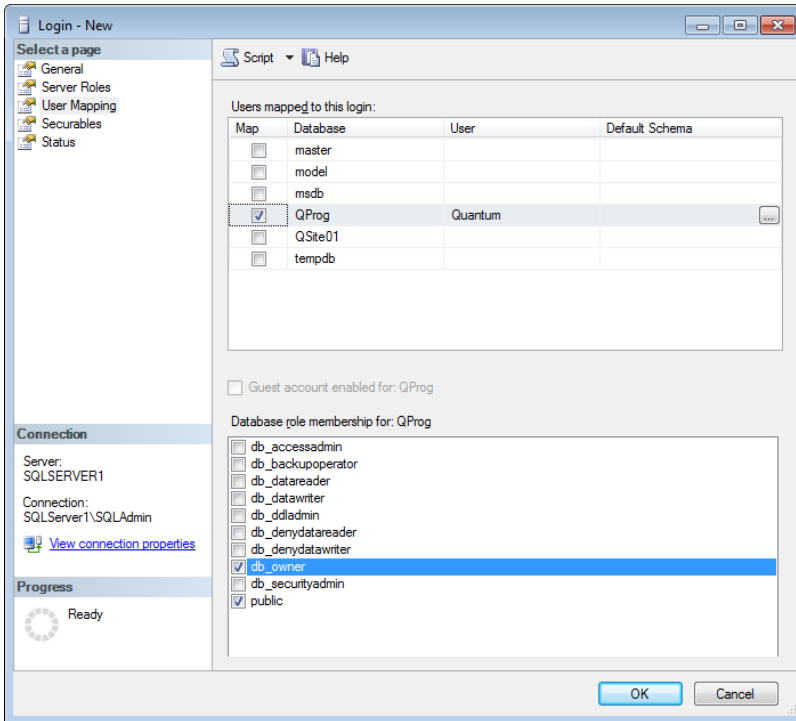 Login - New
Select a page
General
Server Roles
User Mapping
Securables
Status
Script Help
Users mapped to this login:
Map Database User Default Schema
master
model
msdb
QProg Quantum ...
QSite01
tempdb
Guest account enabled for: QProg
Database role membership for: QProg
db_accessadmin
db_backupoperator
db_datareader
db_datawriter
db_ddladmin
db_denydatareader
db_denydatawriter
db_owner
db_securityadmin
public
Connection
Server:
SQLSERVER1
Connection:
SQLServer1\SQLAdmin
View connection properties
Progress
Ready
OK Cancel